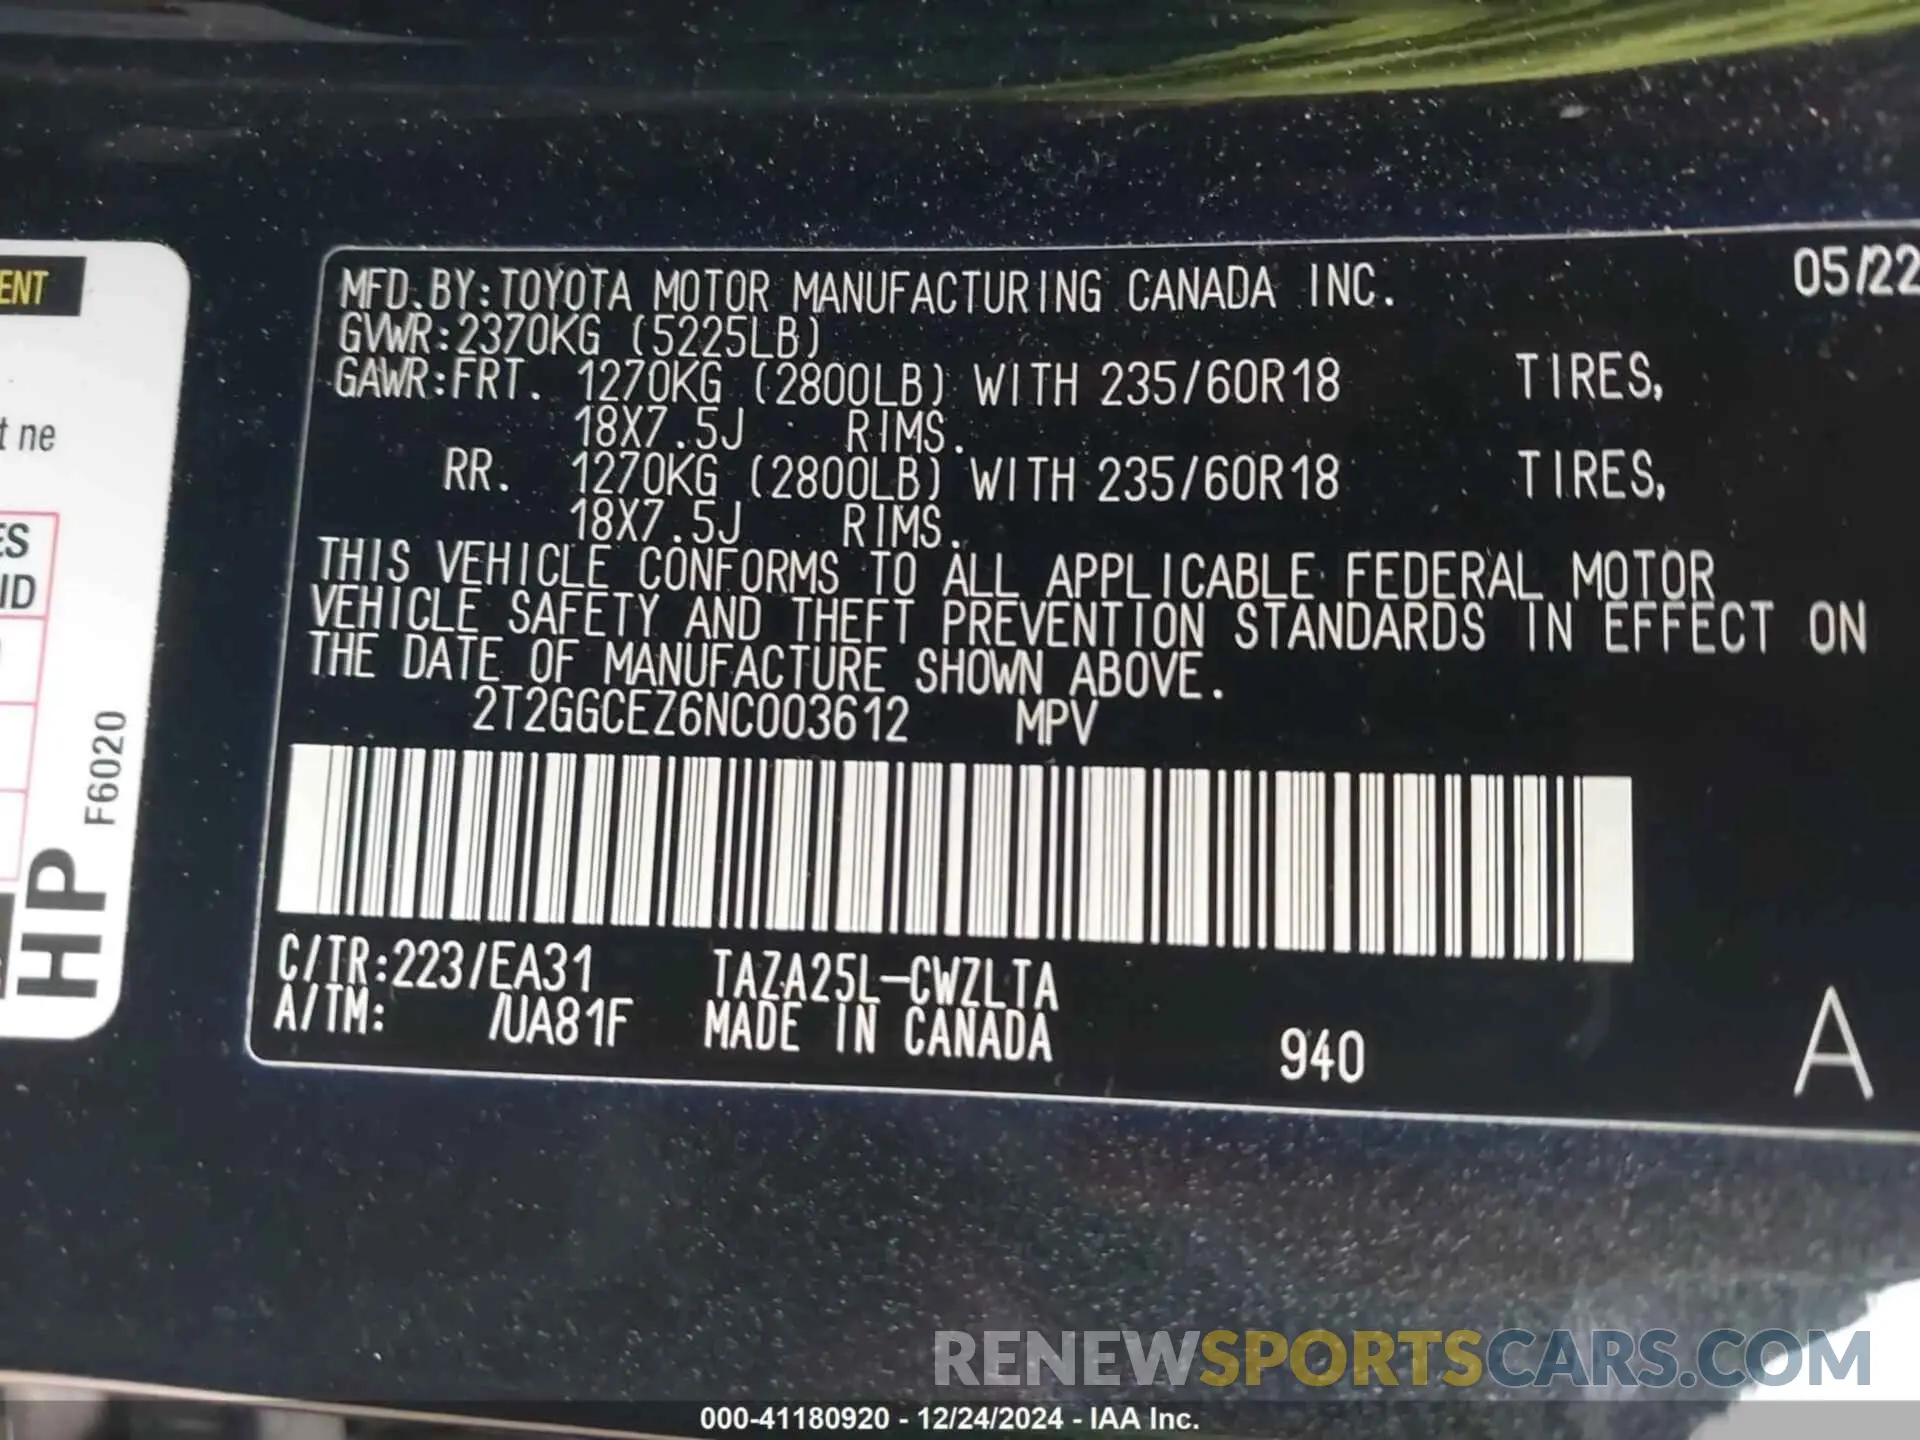 MFD.BY:TOYOTA MOTOR MANUFACTURING CANADA INC. 05/22
GVWR:2370KG (5225LB)
GAWR:FRT. 1270KG (2800LB) WITH 235/60R18 TIRES,
18X7.5J RIMS.
RR. 1270KG (2800LB) WITH 235/60R18 TIRES,
18X7.5J RIMS.
THIS VEHICLE CONFORMS TO ALL APPLICABLE FEDERAL MOTOR
VEHICLE SAFETY AND THEFT PREVENTION STANDARDS IN EFFECT ON
THE DATE OF MANUFACTURE SHOWN ABOVE.
2T2GGCEZ6NC003612 MPV
C/TR:223/EA31 TAZA25L-CWZLTA
A/TM: /UA81F MADE IN CANADA 940 A
ENT
t ne
ES
ID
F6020
HP
RENEWSPORTSCARS.COM
000-41180920 - 12/24/2024 - IAA Inc.